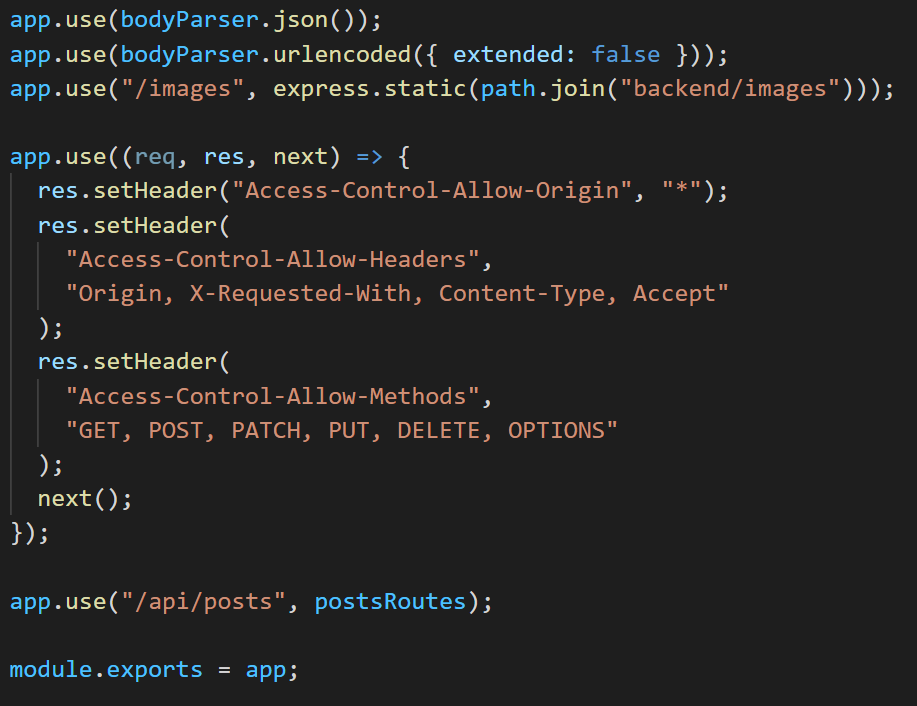 app.use(bodyParser.json());
app.use(bodyParser.urlencoded({ extended: false }));
app.use("/images", express.static(path.join("backend/images")));

app.use((req, res, next) => {
  res.setHeader("Access-Control-Allow-Origin", "*");
  res.setHeader(
    "Access-Control-Allow-Headers",
    "Origin, X-Requested-With, Content-Type, Accept"
  );
  res.setHeader(
    "Access-Control-Allow-Methods",
    "GET, POST, PATCH, PUT, DELETE, OPTIONS"
  );
  next();
});

app.use("/api/posts", postsRoutes);

module.exports = app;